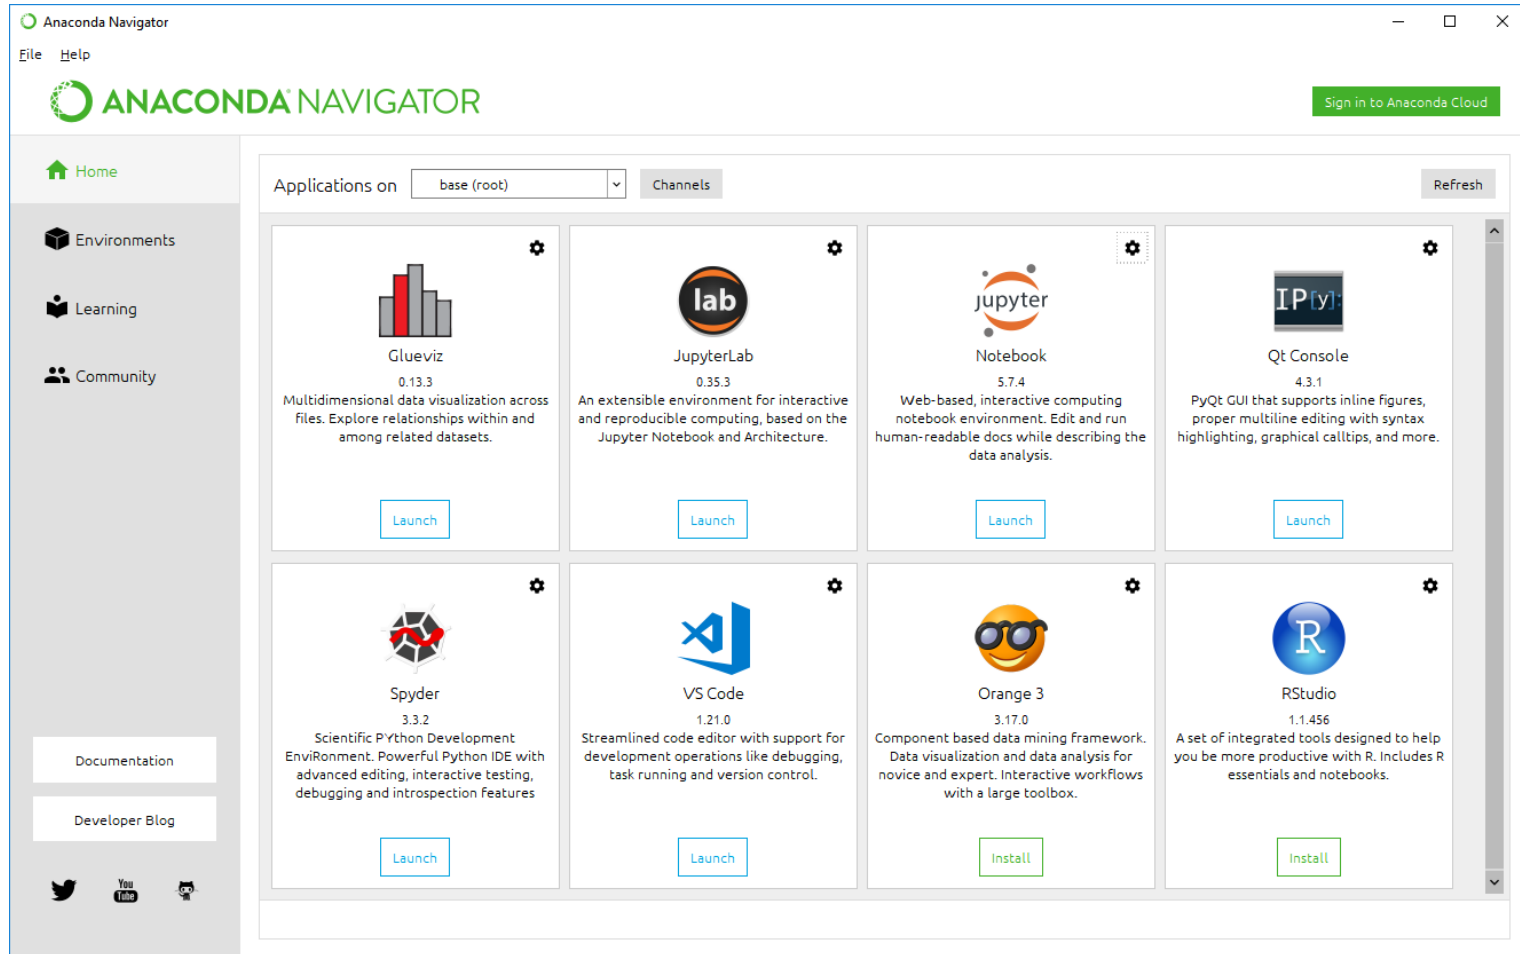 Anaconda Navigator
File Help
ANACONDA NAVIGATOR
Sign in to Anaconda Cloud
Home
Environments
Learning
Community
Documentation
Developer Blog
You
Tube
Applications on base (root) Channels Refresh
Glueviz
0.13.3
Multidimensional data visualization across
files. Explore relationships within and
among related datasets.
Launch
lab
JupyterLab
0.35.3
An extensible environment for interactive
and reproducible computing, based on the
Jupyter Notebook and Architecture.
Launch
jupyter
Notebook
5.7.4
Web-based, interactive computing
notebook environment. Edit and run
human-readable docs while describing the
data analysis.
Launch
IP[y]:
Qt Console
4.3.1
PyQt GUI that supports inline figures,
proper multiline editing with syntax
highlighting, graphical calltips, and more.
Launch
Spyder
3.3.2
Scientific PYthon Development
EnviRonment. Powerful Python IDE with
advanced editing, interactive testing,
debugging and introspection features
Launch
VS Code
1.21.0
Streamlined code editor with support for
development operations like debugging,
task running and version control.
Launch
Orange 3
3.17.0
Component based data mining framework.
Data visualization and data analysis for
novice and expert. Interactive workflows
with a large toolbox.
Install
R
RStudio
1.1.456
A set of integrated tools designed to help
you be more productive with R. Includes R
essentials and notebooks.
Install